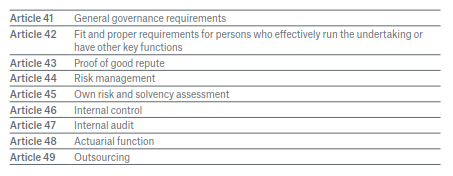 Article 41 General governance requirements
Article 42 Fit and proper requirements for persons who effectively run the undertaking or
have other key functions
Article 43 Proof of good repute
Article 44 Risk management
Article 45 Own risk and solvency assessment
Article 46 Internal control
Article 47 Internal audit
Article 48 Actuarial function
Article 49 Outsourcing